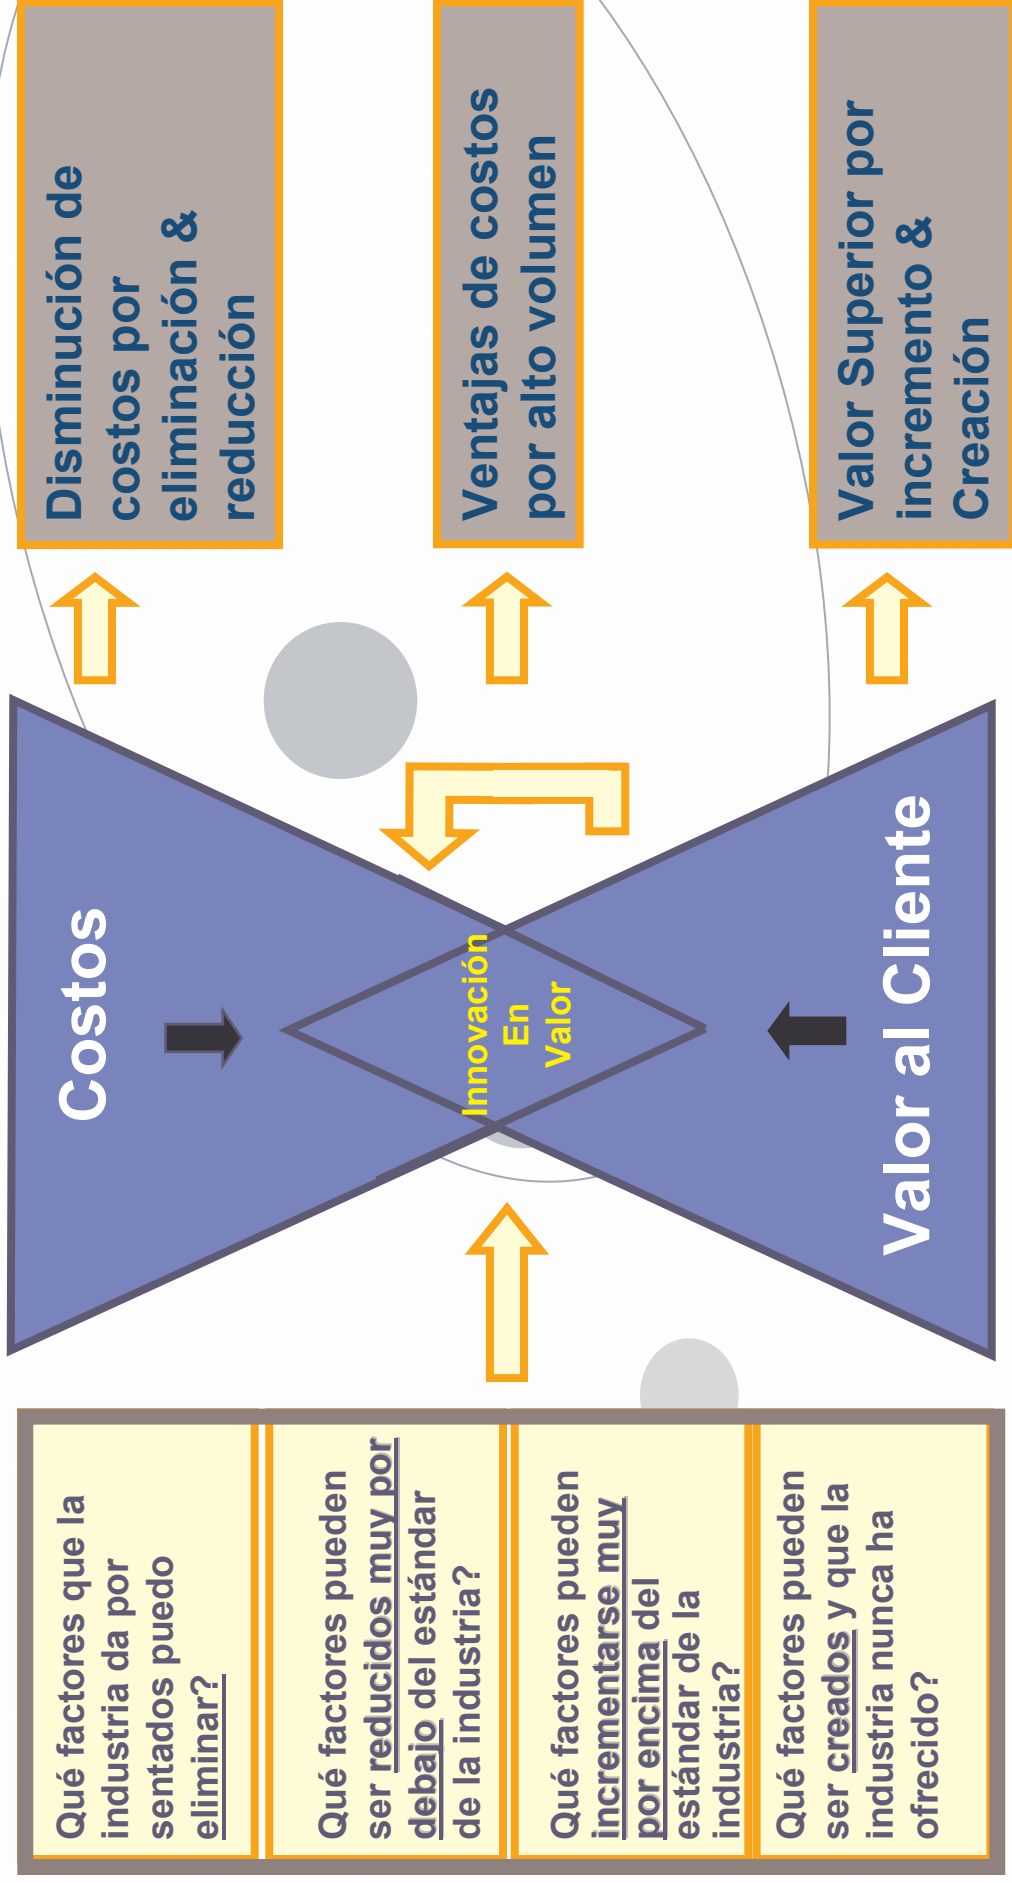 Qué factores que la
industria da por
sentados puedo
eliminar?
Qué factores pueden
ser reducidos muy por
debajo del estándar
de la industria?
Qué factores pueden
incrementarse muy
por encima del
estándar de la
industria?
Qué factores pueden
ser creados y que la
industria nunca ha
ofrecido?
Costos
Innovación
En
Valor
Valor al Cliente
Disminución de
costos por
eliminación &
reducción
Ventajas de costos
por alto volumen
Valor Superior por
incremento &
Creación